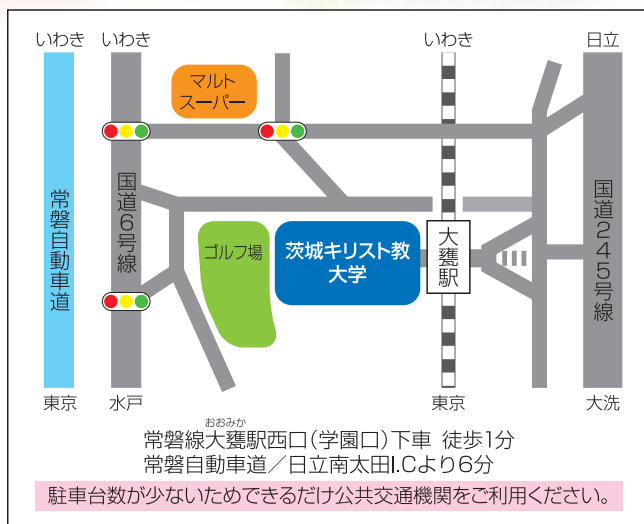 いわき
いわき
いわき
日立
マルト
スーパー
常磐自動車道
国道6号線
ゴルフ場
茨城キリスト教
大学
大甕駅
国道245号線
東京
水戸
東京
大洗
おおみか
常磐線大甕駅西口(学園口)下車 徒歩1分
常磐自動車道/日立南太田I.Cより6分
駐車台数が少ないためできるだけ公共交通機関をご利用ください。